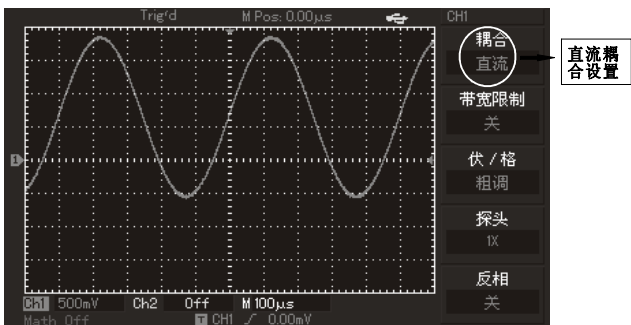 Trig'd M Pos: 0.00μs CH1
耦合
直流
直流耦
合设置
带宽限制
关
伏/格
粗调
1
探头
1X
反相
关
Ch1 500mV Ch2 Off M 100μs
Math Off T CH1 0.00mV